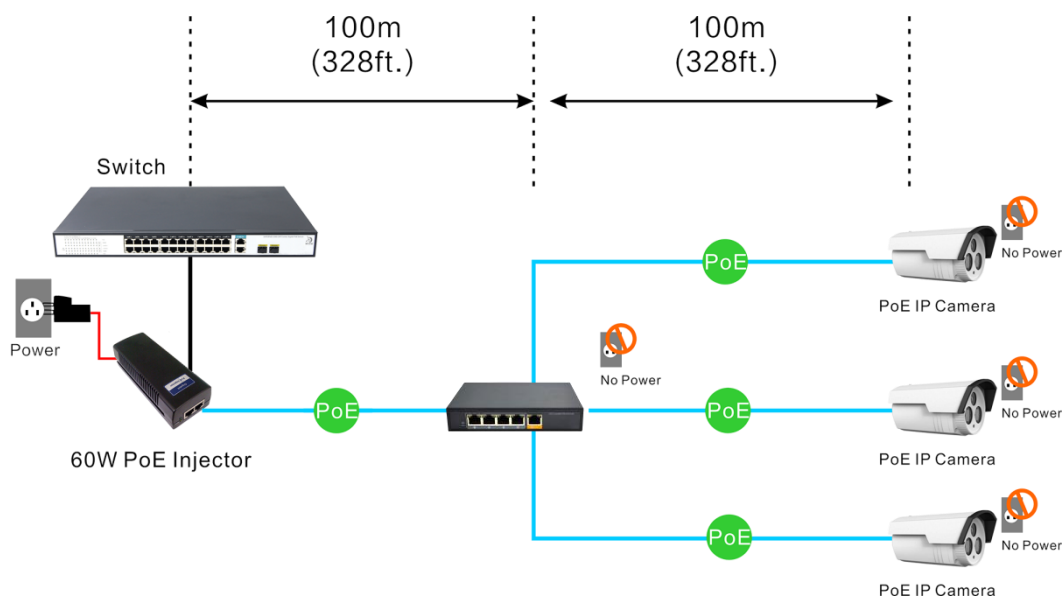 100m
(328ft.)
100m
(328ft.)
Switch
PoE
No Power
PoE IP Camera
Power
No Power
PoE
PoE
No Power
60W PoE Injector
PoE IP Camera
PoE
No Power
PoE IP Camera